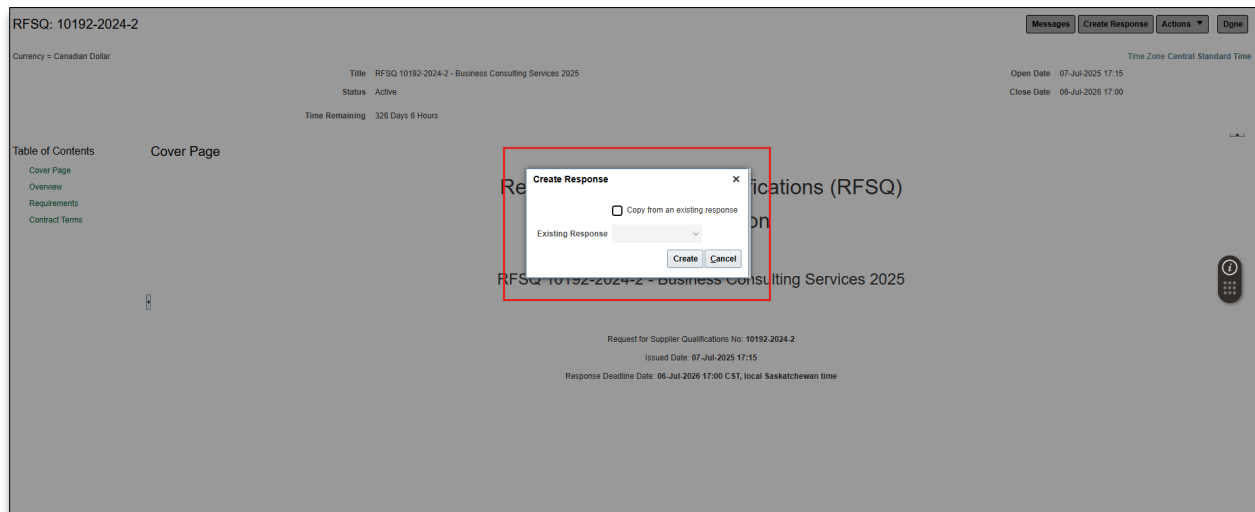 RFSQ: 10192-2024-2
Messages Create Response Actions Done
Currency = Canadian Dollar
Time Zone Central Standard Time
Title RFSQ 10192-2024-2 - Business Consulting Services 2025
Open Date 07-Jul-2025 17:15
Status Active
Close Date 06-Jul-2026 17:00
Time Remaining 326 Days 6 Hours
Table of Contents
Cover Page
Overview
Requirements
Contract Terms
Cover Page
Re
ications (RFSQ)
on
Create Response
Copy from an existing response
Existing Response
Create Cancel
RFSQ 10192-2024-2 - Business Consulting Services 2025
Request for Supplier Qualifications No: 10192-2024-2
Issued Date: 07-Jul-2025 17:15
Response Deadline Date: 06-Jul-2026 17:00 CST, local Saskatchewan time